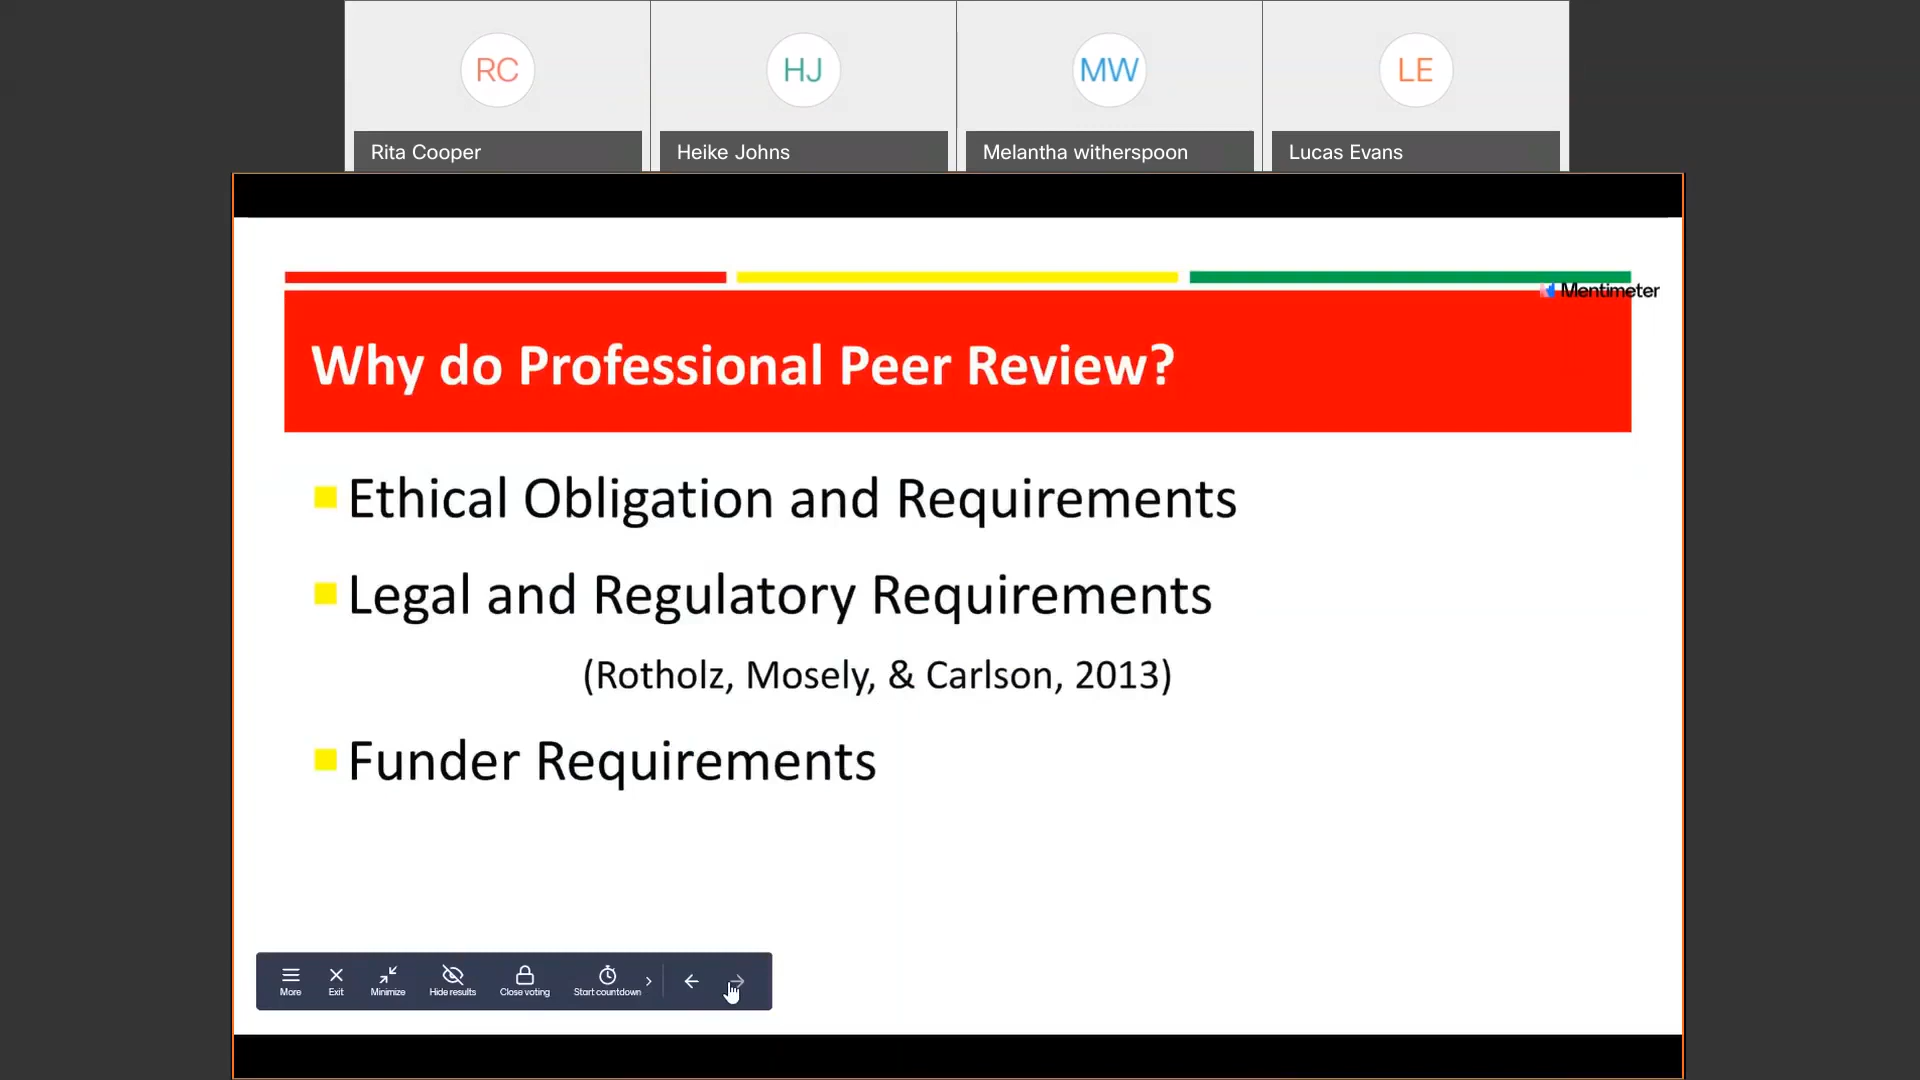 RC
HJ
MW
LE
Rita Cooper
Heike Johns
Melantha witherspoon
Lucas Evans
Mentimeter
Why do Professional Peer Review?
Ethical Obligation and Requirements
Legal and Regulatory Requirements
(Rotholz, Mosely, & Carlson, 2013)
Funder Requirements
More
Exit
Minimize
Hide results
Close voting
Start countdown